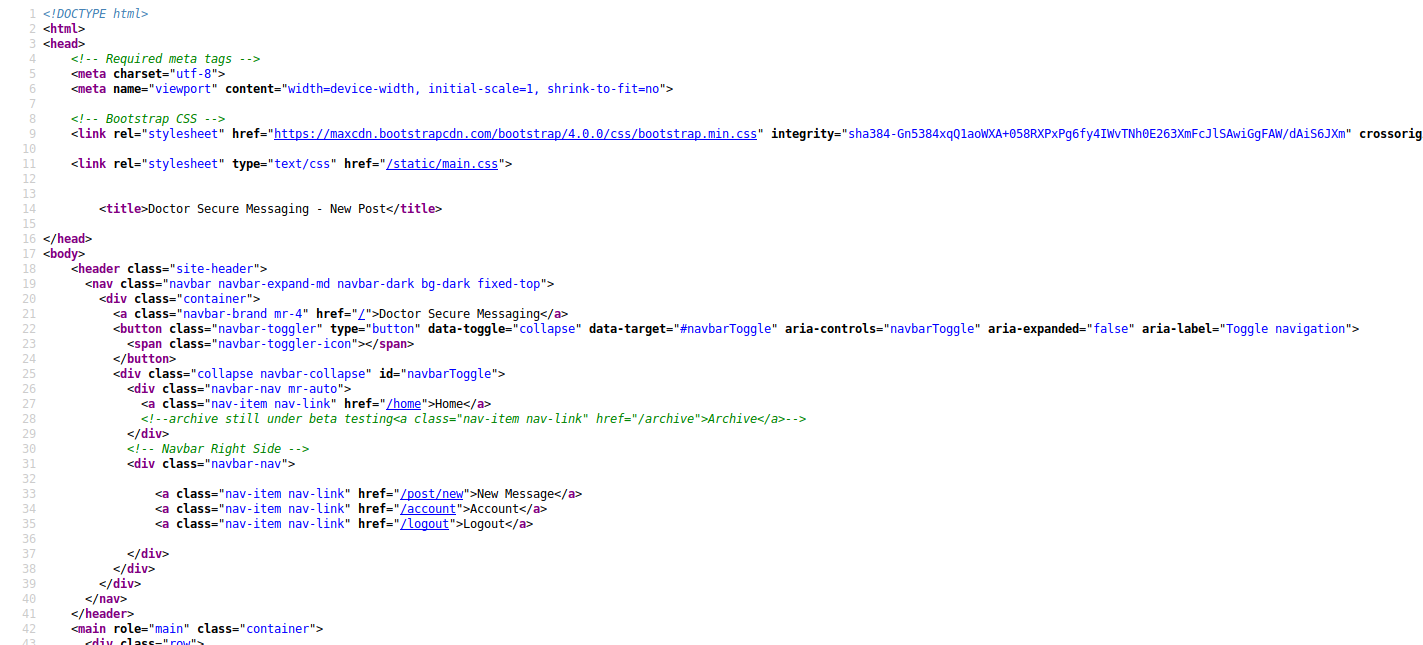 1 <!DOCTYPE html>
2 <html>
3 <head>
4 <!-- Required meta tags -->
5 <meta charset="utf-8">
6 <meta name="viewport" content="width=device-width, initial-scale=1, shrink-to-fit=no">
7
8 <!-- Bootstrap CSS -->
9 <link rel="stylesheet" href="https://maxcdn.bootstrapcdn.com/bootstrap/4.0.0/css/bootstrap.min.css" integrity="sha384-Gn5384xqQ1aoWXA+058RXPxPg6fy4IWvTNh0E263XmFcJlSAwiGgFAW/dAiS6JXm" crossorig
10
11 <link rel="stylesheet" type="text/css" href="/static/main.css">
12
13
14 <title>Doctor Secure Messaging - New Post</title>
15
16 </head>
17 <body>
18 <header class="site-header">
19 <nav class="navbar navbar-expand-md navbar-dark bg-dark fixed-top">
20 <div class="container">
21 <a class="navbar-brand mr-4" href="/">Doctor Secure Messaging</a>
22 <button class="navbar-toggler" type="button" data-toggle="collapse" data-target="#navbarToggle" aria-controls="navbarToggle" aria-expanded="false" aria-label="Toggle navigation">
23 <span class="navbar-toggler-icon"></span>
24 </button>
25 <div class="collapse navbar-collapse" id="navbarToggle">
26 <div class="navbar-nav mr-auto">
27 <a class="nav-item nav-link" href="/home">Home</a>
28 <!--archive still under beta testing<a class="nav-item nav-link" href="/archive">Archive</a>-->
29 </div>
30 <!-- Navbar Right Side -->
31 <div class="navbar-nav">
32
33 <a class="nav-item nav-link" href="/post/new">New Message</a>
34 <a class="nav-item nav-link" href="/account">Account</a>
35 <a class="nav-item nav-link" href="/logout">Logout</a>
36
37 </div>
38 </div>
39 </div>
40 </nav>
41 </header>
42 <main role="main" class="container">
43 <div class="row">